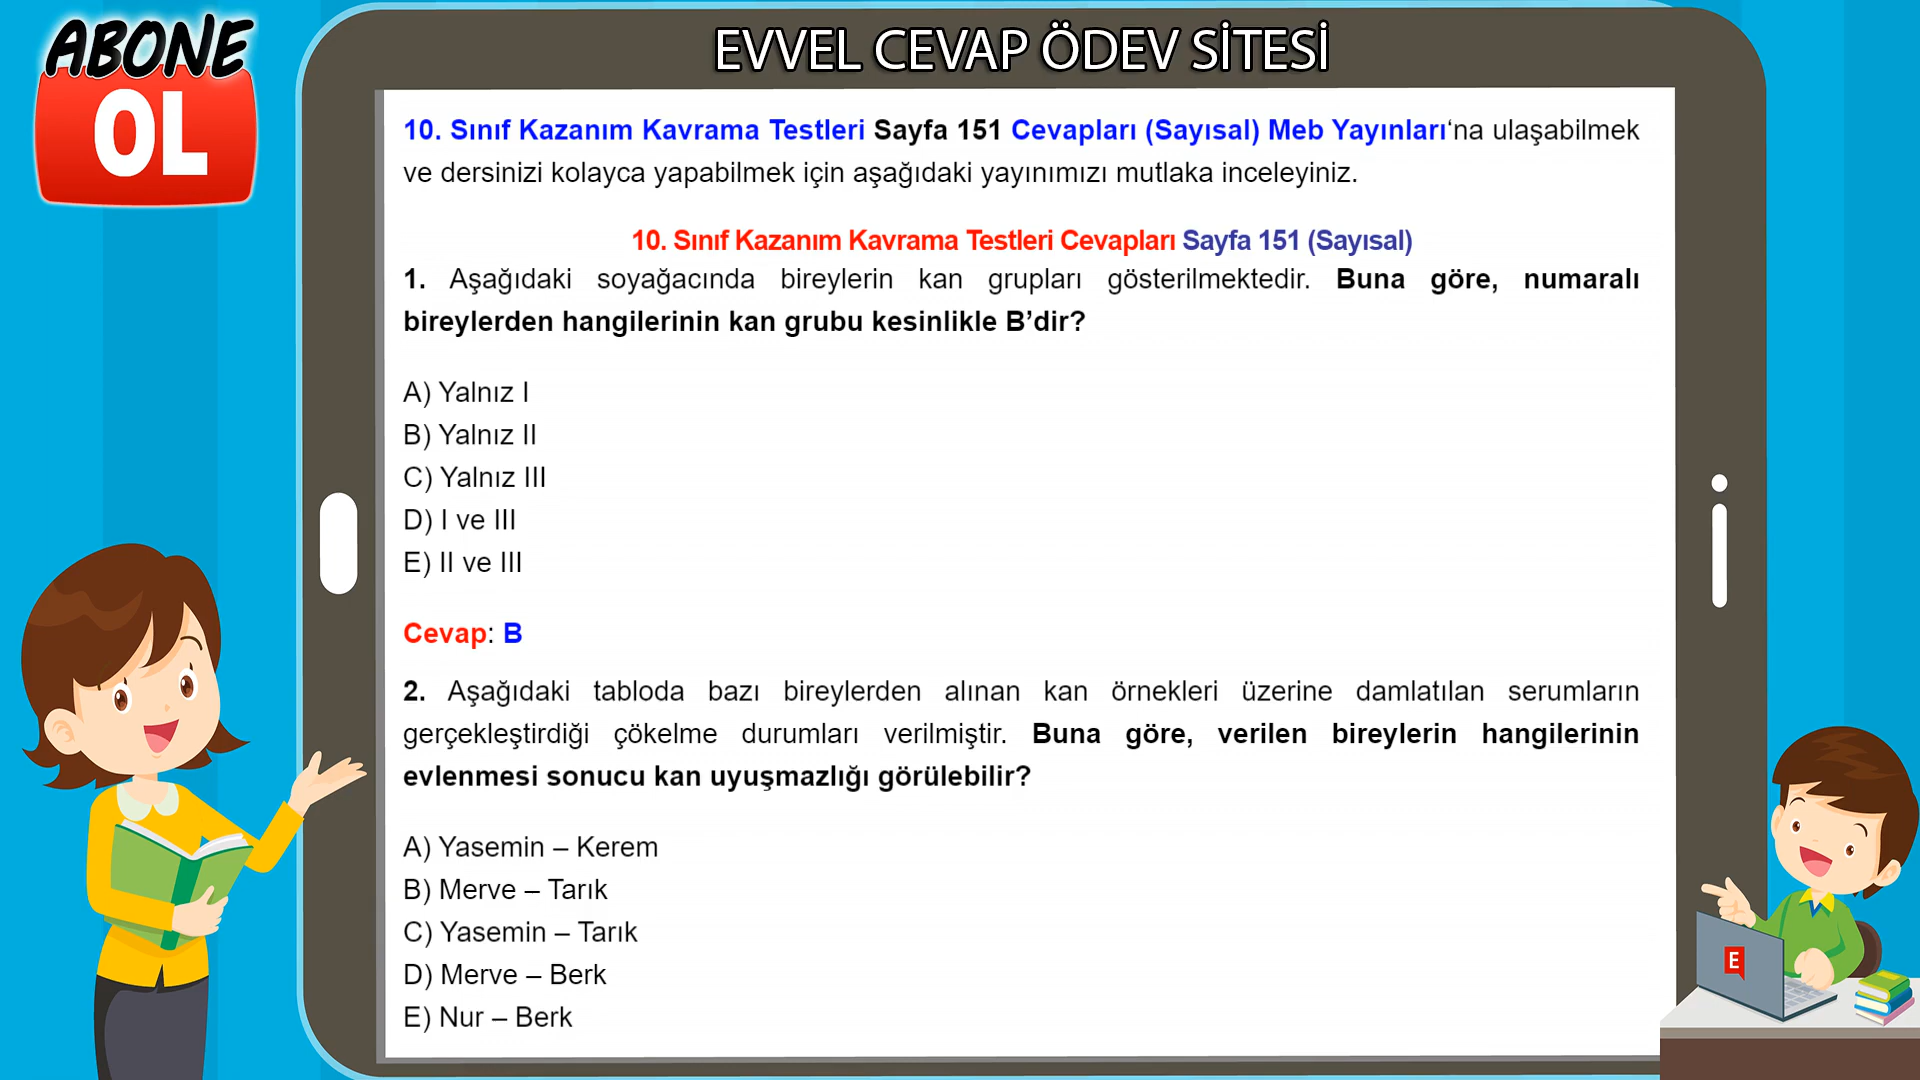 ABONE
OL
EVVEL CEVAP ÖDEV SİTESİ
10. Sınıf Kazanım Kavrama Testleri Sayfa 151 Cevapları (Sayısal) Meb Yayınları‘na ulaşabilmek
ve dersinizi kolayca yapabilmek için aşağıdaki yayınımızı mutlaka inceleyiniz.
10. Sınıf Kazanım Kavrama Testleri Cevapları Sayfa 151 (Sayısal)
1. Aşağıdaki soyağacında bireylerin kan grupları gösterilmektedir. Buna göre, numaralı
bireylerden hangilerinin kan grubu kesinlikle B’dir?
A) Yalnız I
B) Yalnız II
C) Yalnız III
D) I ve III
E) II ve III
Cevap: B
2. Aşağıdaki tabloda bazı bireylerden alınan kan örnekleri üzerine damlatılan serumların
gerçekleştirdiği çökelme durumları verilmiştir. Buna göre, verilen bireylerin hangilerinin
evlenmesi sonucu kan uyuşmazlığı görülebilir?
A) Yasemin – Kerem
B) Merve – Tarık
C) Yasemin – Tarık
D) Merve – Berk
E) Nur – Berk
E